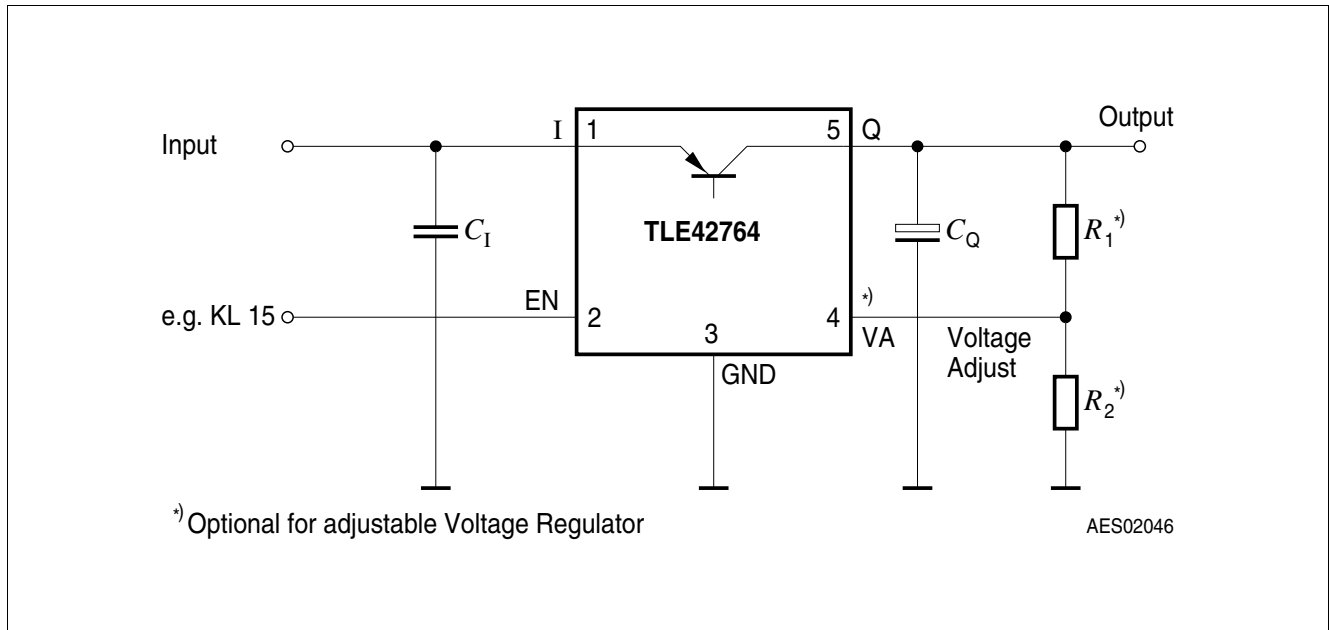 Input
I
1
5
Q
Output
TLE42764
C_I
C_Q
R_1*)
e.g. KL 15
EN
2
3
4
*)
VA
Voltage
Adjust
GND
R_2*)
*) Optional for adjustable Voltage Regulator
AES02046